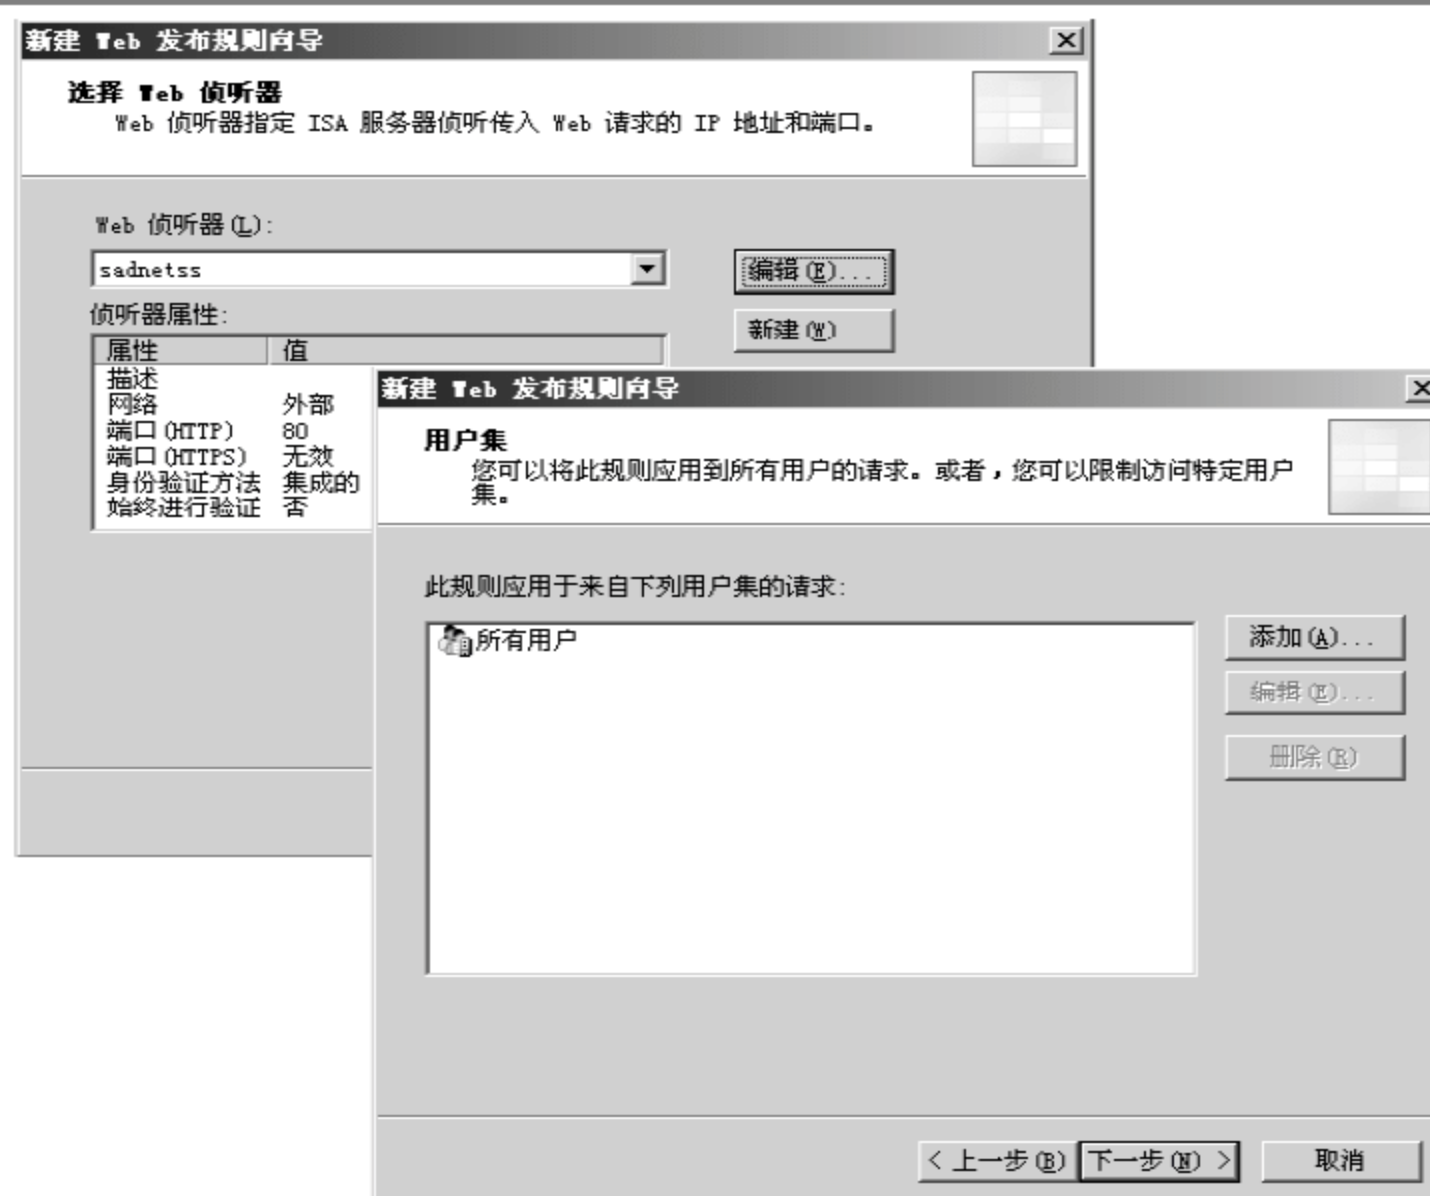 新建 Web 发布规则向导
选择 Web 侦听器
Web 侦听器指定 ISA 服务器侦听传入 Web 请求的 IP 地址和端口。
Web 侦听器(L):
sadnetss
编辑(E)...
侦听器属性:
新建(W)
属性 值
描述
网络 外部
端口(HTTP) 80
端口(HTTPS) 无效
身份验证方法 集成的
始终进行验证 否
新建 Web 发布规则向导
用户集
您可以将此规则应用到所有用户的请求。或者，您可以限制访问特定用户
集。
此规则应用于来自下列用户集的请求:
所有用户
添加(A)...
编辑(E)...
删除(R)
< 上一步(B)
下一步(N) >
取消